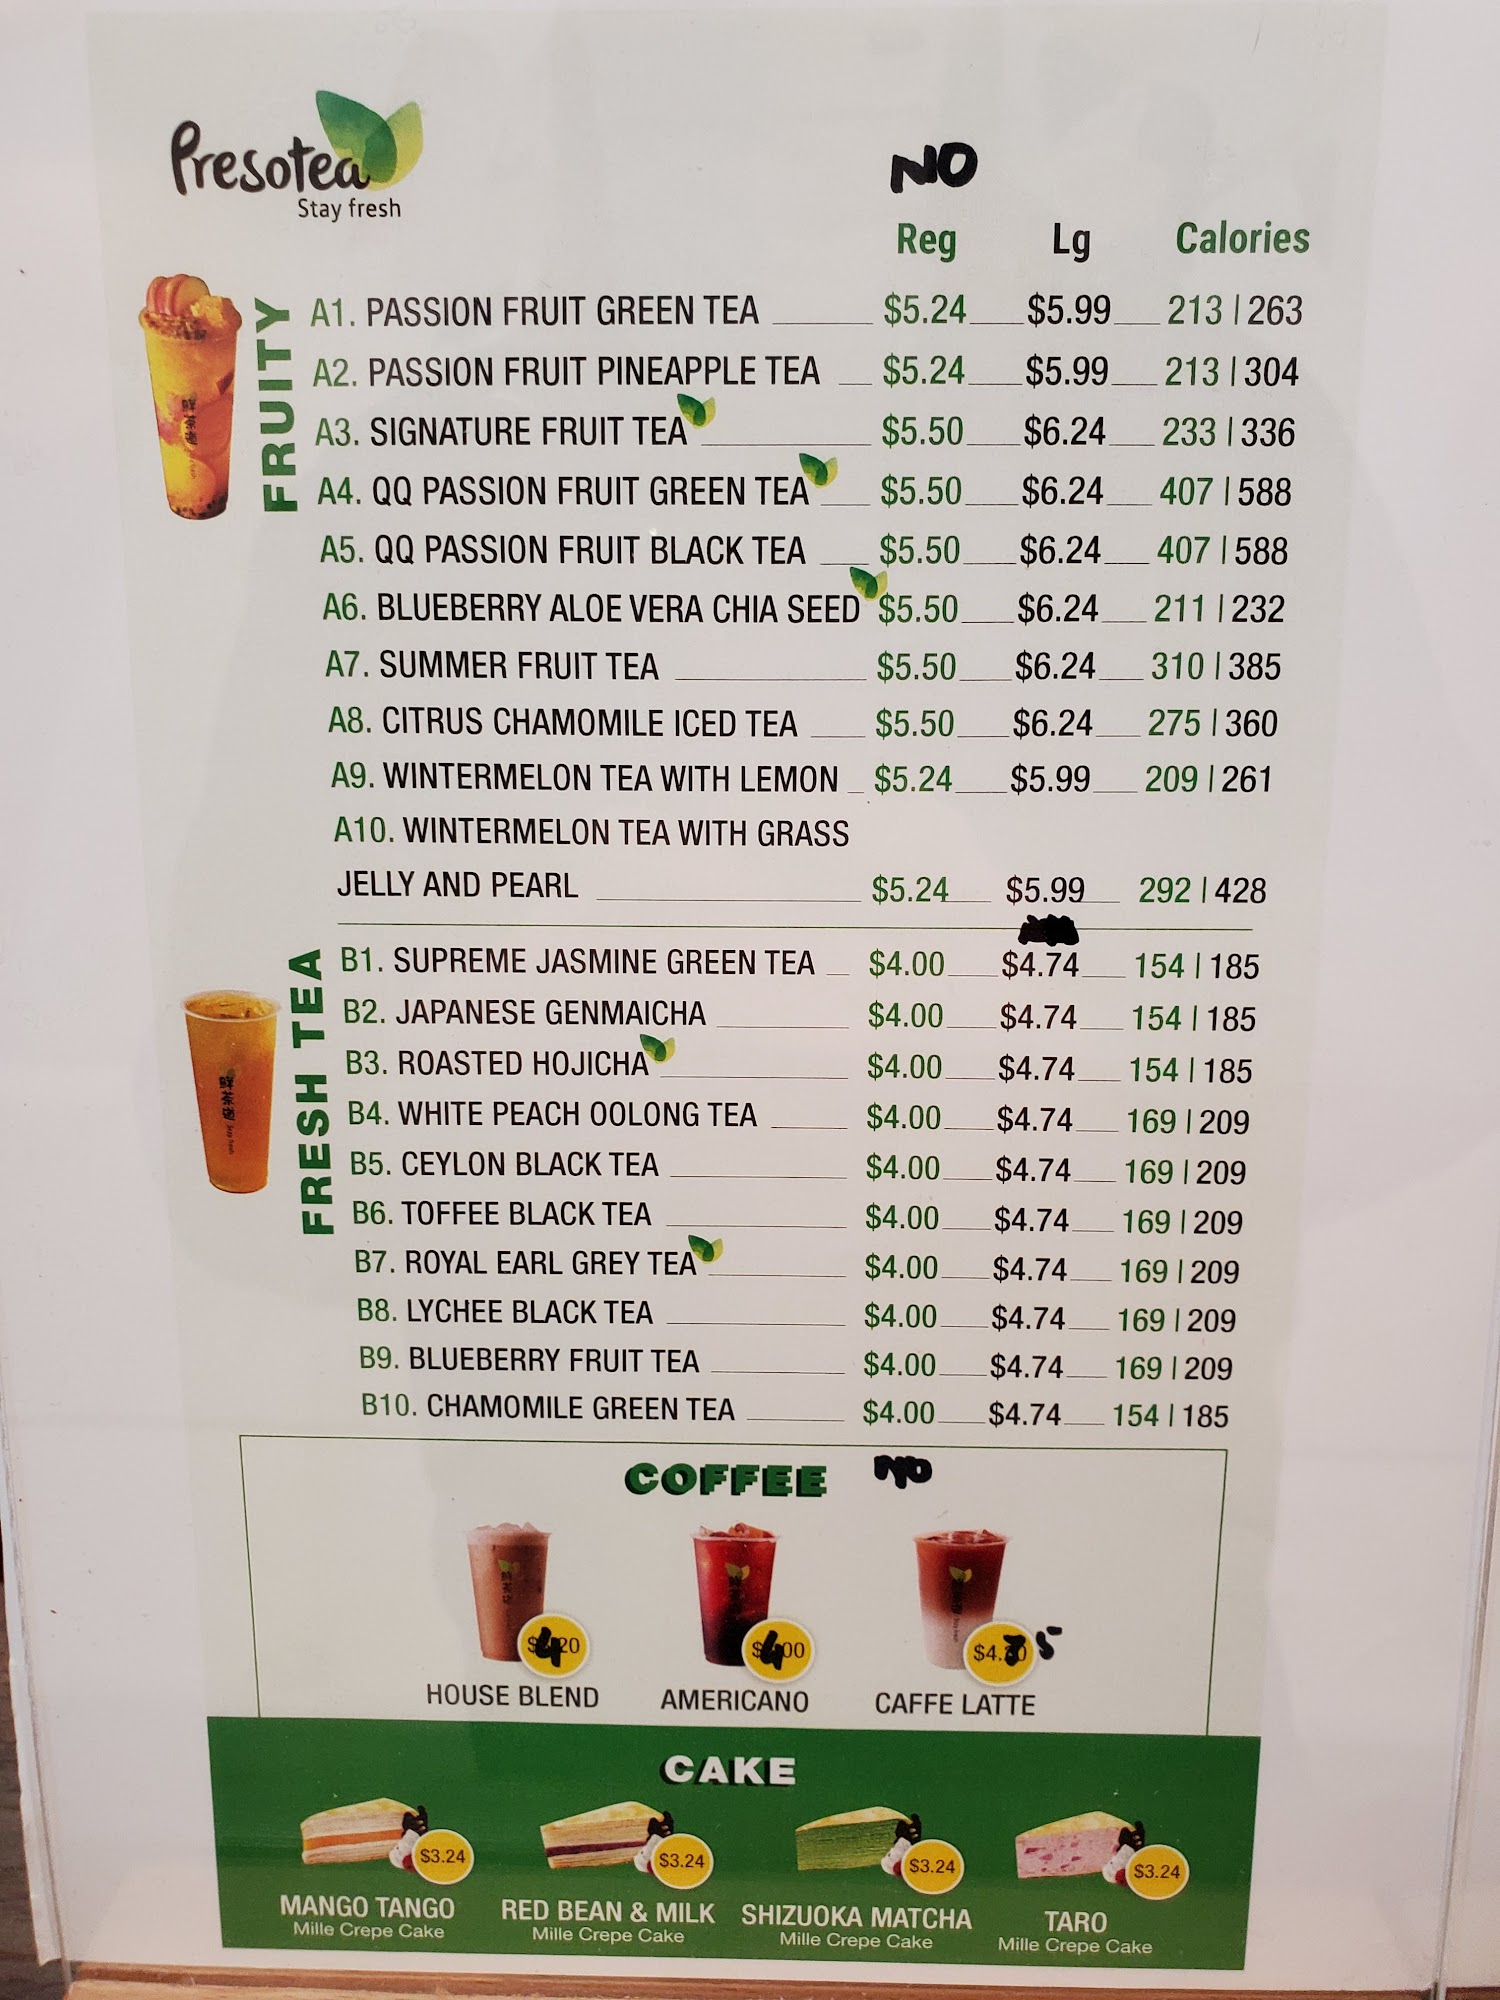 Presotea
Stay fresh
NO
Reg Lg Calories
FRUITY
A1. PASSION FRUIT GREEN TEA $5.24 $5.99 213 | 263
A2. PASSION FRUIT PINEAPPLE TEA $5.24 $5.99 213 | 304
A3. SIGNATURE FRUIT TEA $5.50 $6.24 233 | 336
A4. QQ PASSION FRUIT GREEN TEA $5.50 $6.24 407 | 588
A5. QQ PASSION FRUIT BLACK TEA $5.50 $6.24 407 | 588
A6. BLUEBERRY ALOE VERA CHIA SEED $5.50 $6.24 211 | 232
A7. SUMMER FRUIT TEA $5.50 $6.24 310 | 385
A8. CITRUS CHAMOMILE ICED TEA $5.50 $6.24 275 | 360
A9. WINTERMELON TEA WITH LEMON $5.24 $5.99 209 | 261
A10. WINTERMELON TEA WITH GRASS
JELLY AND PEARL $5.24 $5.99 292 | 428
FRESH TEA
B1. SUPREME JASMINE GREEN TEA $4.00 $4.74 154 | 185
B2. JAPANESE GENMAICHA $4.00 $4.74 154 | 185
B3. ROASTED HOJICHA $4.00 $4.74 154 | 185
B4. WHITE PEACH OOLONG TEA $4.00 $4.74 169 | 209
B5. CEYLON BLACK TEA $4.00 $4.74 169 | 209
B6. TOFFEE BLACK TEA $4.00 $4.74 169 | 209
B7. ROYAL EARL GREY TEA $4.00 $4.74 169 | 209
B8. LYCHEE BLACK TEA $4.00 $4.74 169 | 209
B9. BLUEBERRY FRUIT TEA $4.00 $4.74 169 | 209
B10. CHAMOMILE GREEN TEA $4.00 $4.74 154 | 185
COFFEE NO
$4.20 $4.00 $4.75
HOUSE BLEND AMERICANO CAFFE LATTE
CAKE
$3.24 $3.24 $3.24 $3.24
MANGO TANGO RED BEAN & MILK SHIZUOKA MATCHA TARO
Mille Crepe Cake Mille Crepe Cake Mille Crepe Cake Mille Crepe Cake